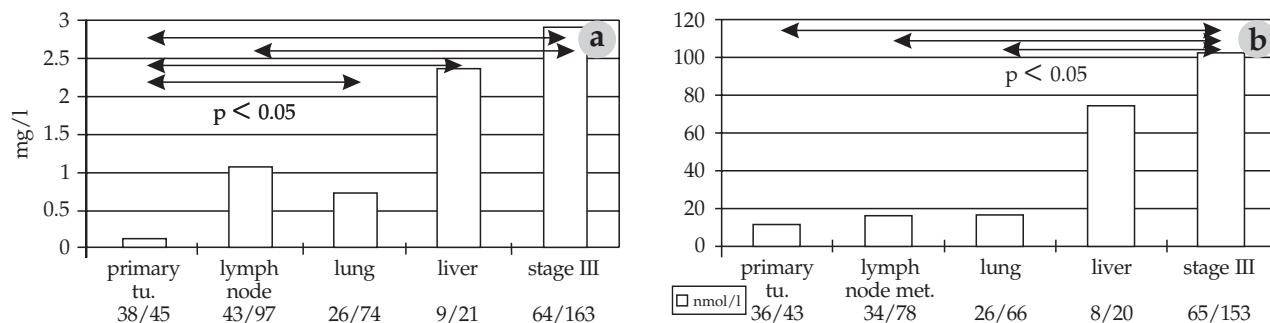 3
2.5
2
1.5
1
0.5
0
mg/l
a
p < 0.05
primary tu.
lymph node
lung
liver
stage III
38/45
43/97
26/74
9/21
64/163
120
100
80
60
40
20
0
b
p < 0.05
primary tu.
lymph node met.
lung
liver
stage III
nmol/l
36/43
34/78
26/66
8/20
65/153